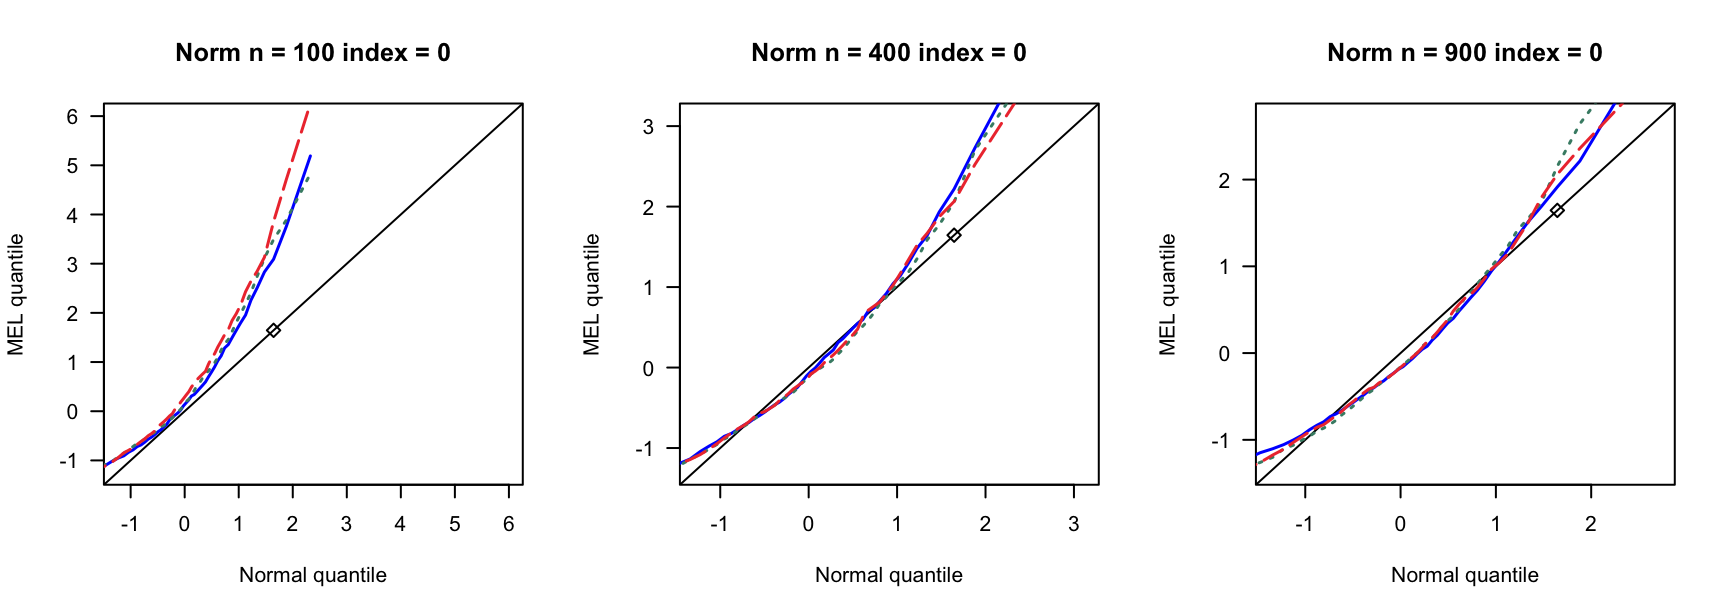 Norm n = 100 index = 0
MEL quantile
6
5
4
3
2
1
0
-1
-1 0 1 2 3 4 5 6
Normal quantile
Norm n = 400 index = 0
MEL quantile
3
2
1
0
-1
-1 0 1 2 3
Normal quantile
Norm n = 900 index = 0
MEL quantile
2
1
0
-1
-1 0 1 2
Normal quantile